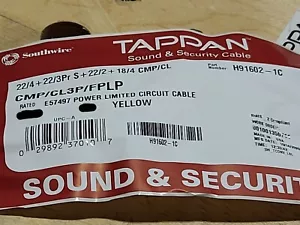 Southwire
TAPPAN
Sound & Security Cable
22/4 + 22/3Pr S + 22/2 + 18/4 CMP/CL
Part Number H91602-1C
CMP/CL3P/FPLP
RATED E57497 POWER LIMITED CIRCUIT CABLE
YELLOW
UPC-A
H91602-1C
SOUND & SECURIT